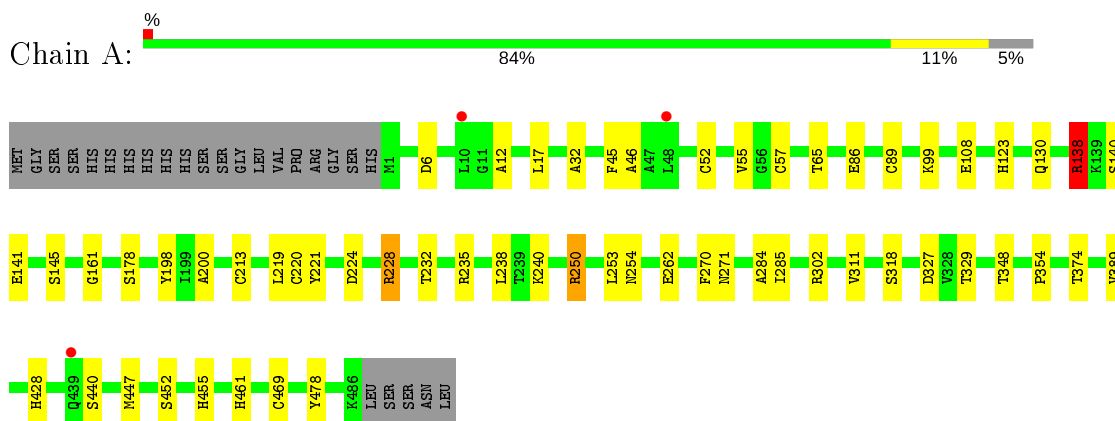 %
Chain A:
84% 11% 5%
MET GLY SER SER HIS HIS HIS HIS HIS HIS SER SER GLY LEU VAL PRO ARG GLY SER HIS M1 D6 L10 G11 A12 L17 A32 F45 A46 A47 L48 C52 V55 G56 C57 T65 E86 C89 K99 E108 H123 Q130 R138 K139 S140
E141 S145 G161 S178 Y198 I199 A200 C213 L219 C220 Y221 D224 R228 T232 R235 L238 T239 K240 R250 L253 N254 E262 F270 N271 A284 I285 R302 V311 S318 D327 V328 T329 T348 P354 T374
H428 Q439 S440 M447 S452 H455 H461 C469 Y478 K486 LEU SER SER ASN LEU